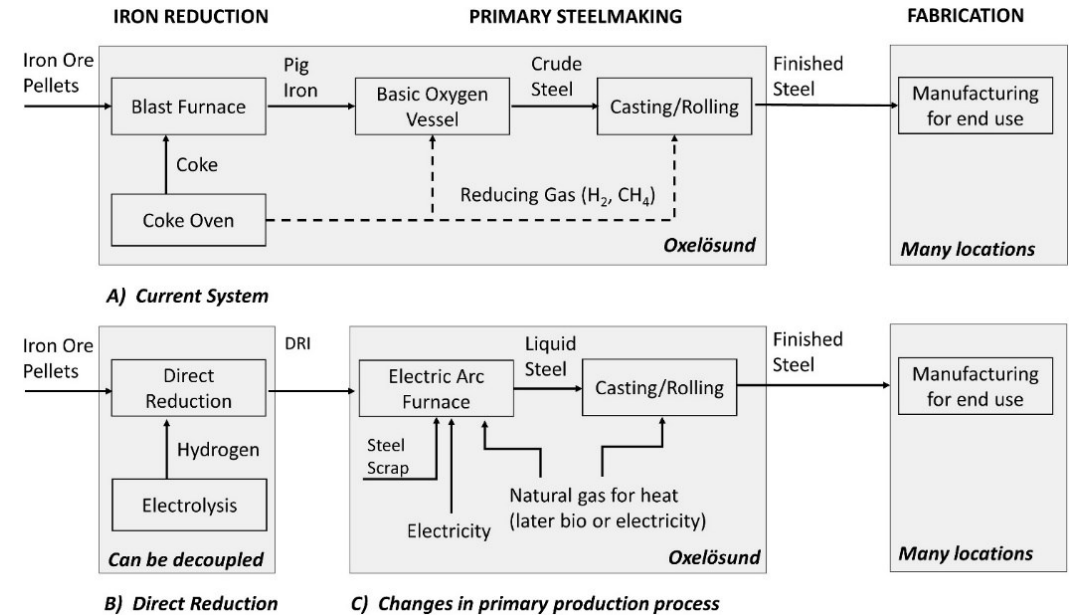 IRON REDUCTION
PRIMARY STEELMAKING
FABRICATION
Iron Ore
Pellets
Blast Furnace
Pig
Iron
Basic Oxygen
Vessel
Crude
Steel
Casting/Rolling
Finished
Steel
Manufacturing
for end use
Coke
Coke Oven
Reducing Gas (H₂, CH₄)
Oxelösund
Many locations
A) Current System
Iron Ore
Pellets
Direct
Reduction
DRI
Electric Arc
Furnace
Liquid
Steel
Casting/Rolling
Finished
Steel
Manufacturing
for end use
Hydrogen
Electrolysis
Can be decoupled
Steel
Scrap
Electricity
Natural gas for heat
(later bio or electricity)
Oxelösund
Many locations
B) Direct Reduction
C) Changes in primary production process